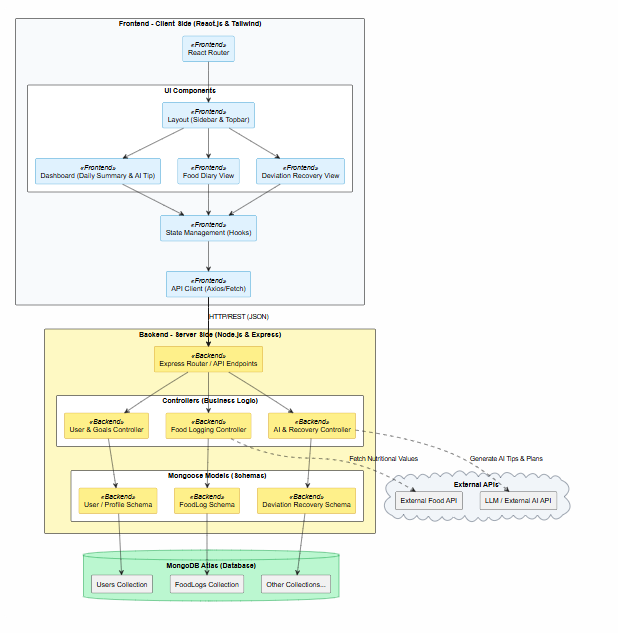 Frontend - Client Side (React.js & Tailwind)
«Frontend»
React Router
UI Components
«Frontend»
Layout (Sidebar & Topbar)
«Frontend»
Dashboard (Daily Summary & AI Tip)
«Frontend»
Food Diary View
«Frontend»
Deviation Recovery View
«Frontend»
State Management (Hooks)
«Frontend»
API Client (Axios/Fetch)
HTTP/REST (JSON)
Backend - Server Side (Node.js & Express)
«Backend»
Express Router / API Endpoints
Controllers (Business Logic)
«Backend»
User & Goals Controller
«Backend»
Food Logging Controller
«Backend»
AI & Recovery Controller
Fetch Nutritional Values
Generate AI Tips & Plans
Mongoose Models (Schemas)
«Backend»
User / Profile Schema
«Backend»
FoodLog Schema
«Backend»
Deviation Recovery Schema
External APIs
External Food API
LLM / External AI API
MongoDB Atlas (Database)
Users Collection
FoodLogs Collection
Other Collections...